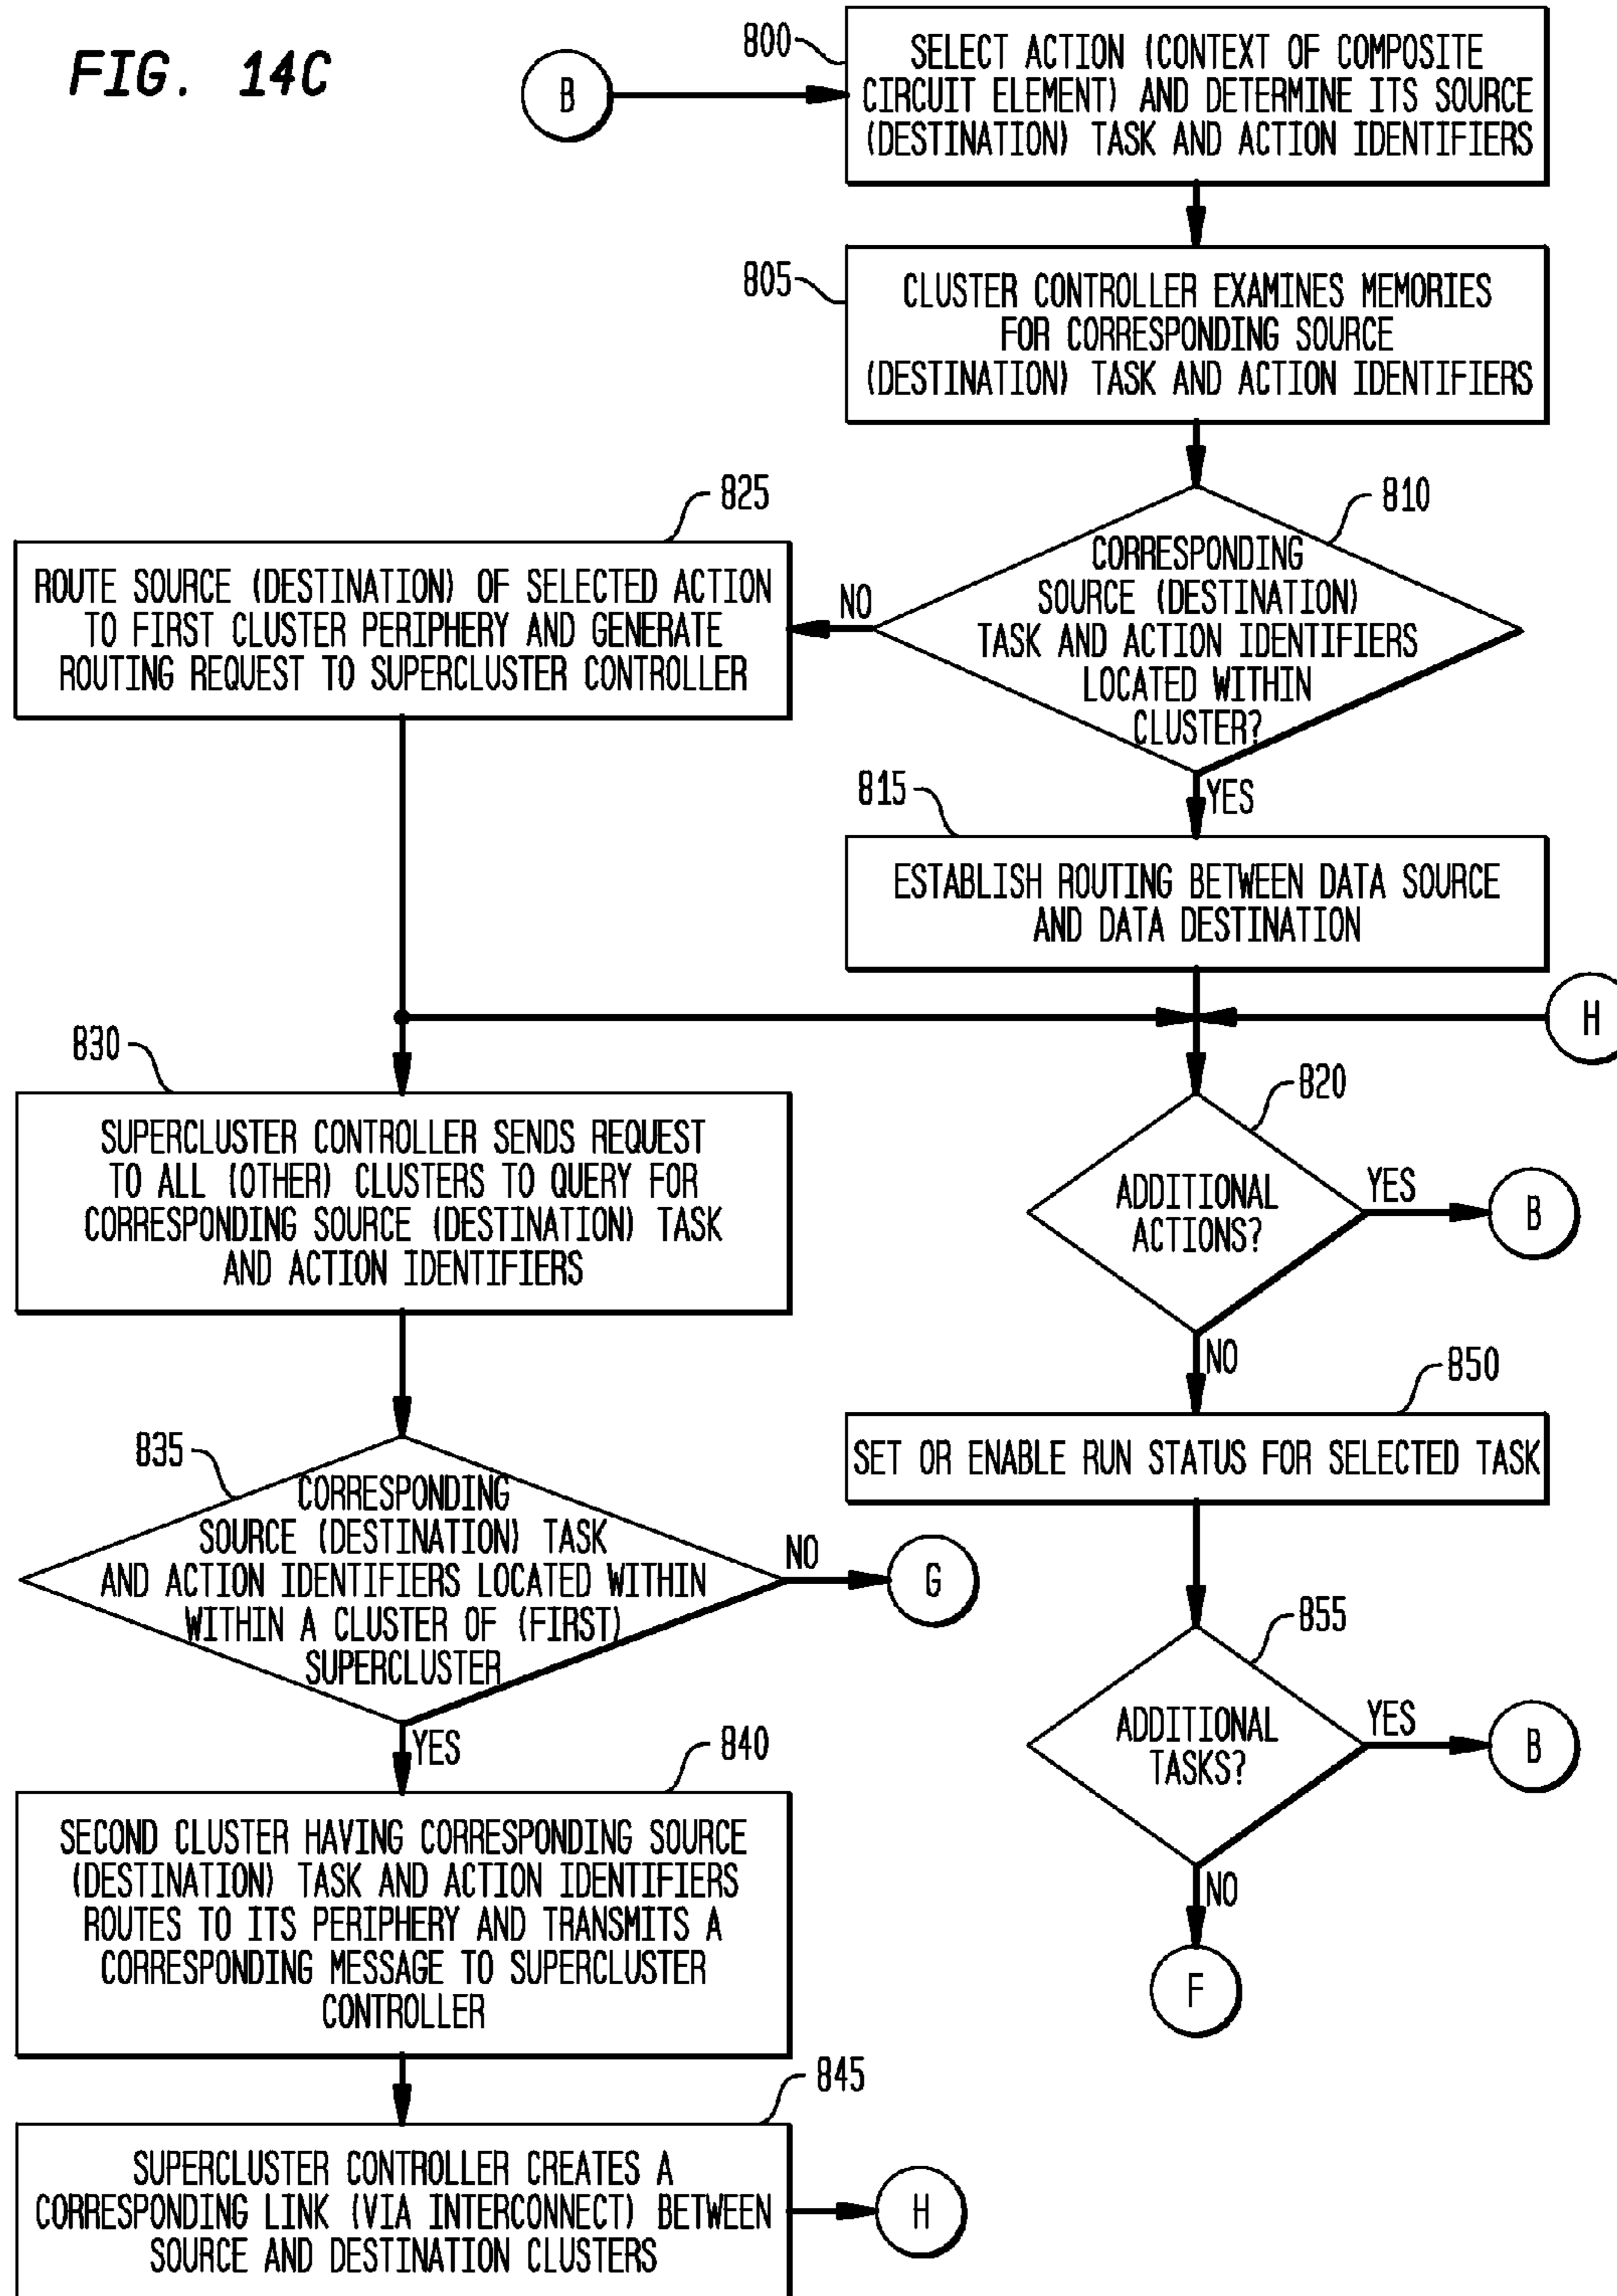 FIG. 14C
B
800
SELECT ACTION (CONTEXT OF COMPOSITE
CIRCUIT ELEMENT) AND DETERMINE ITS SOURCE
(DESTINATION) TASK AND ACTION IDENTIFIERS
805
CLUSTER CONTROLLER EXAMINES MEMORIES
FOR CORRESPONDING SOURCE
(DESTINATION) TASK AND ACTION IDENTIFIERS
810
CORRESPONDING
SOURCE (DESTINATION)
TASK AND ACTION IDENTIFIERS
LOCATED WITHIN
CLUSTER?
NO
YES
825
ROUTE SOURCE (DESTINATION) OF SELECTED ACTION
TO FIRST CLUSTER PERIPHERY AND GENERATE
ROUTING REQUEST TO SUPERCLUSTER CONTROLLER
815
ESTABLISH ROUTING BETWEEN DATA SOURCE
AND DATA DESTINATION
H
830
SUPERCLUSTER CONTROLLER SENDS REQUEST
TO ALL (OTHER) CLUSTERS TO QUERY FOR
CORRESPONDING SOURCE (DESTINATION) TASK
AND ACTION IDENTIFIERS
820
ADDITIONAL
ACTIONS?
YES
B
NO
850
SET OR ENABLE RUN STATUS FOR SELECTED TASK
835
CORRESPONDING
SOURCE (DESTINATION) TASK
AND ACTION IDENTIFIERS LOCATED WITHIN
WITHIN A CLUSTER OF (FIRST)
SUPERCLUSTER
NO
G
YES
855
ADDITIONAL
TASKS?
YES
B
NO
F
840
SECOND CLUSTER HAVING CORRESPONDING SOURCE
(DESTINATION) TASK AND ACTION IDENTIFIERS
ROUTES TO ITS PERIPHERY AND TRANSMITS A
CORRESPONDING MESSAGE TO SUPERCLUSTER
CONTROLLER
845
SUPERCLUSTER CONTROLLER CREATES A
CORRESPONDING LINK (VIA INTERCONNECT) BETWEEN
SOURCE AND DESTINATION CLUSTERS
H